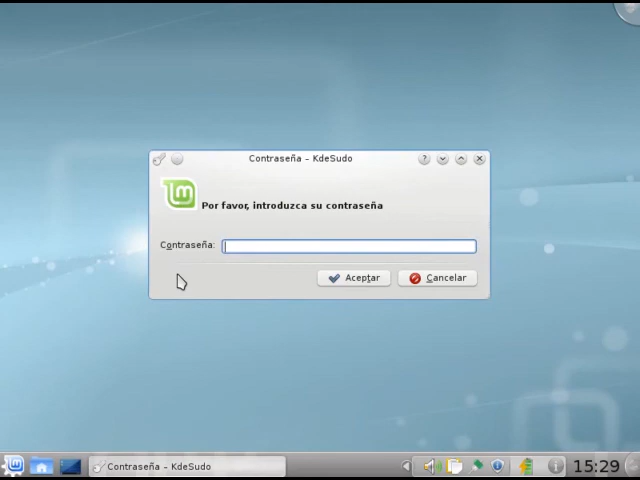 Contraseña – KdeSudo
Por favor, introduzca su contraseña
Contraseña:
Aceptar
Cancelar
Contraseña – KdeSudo
15:29